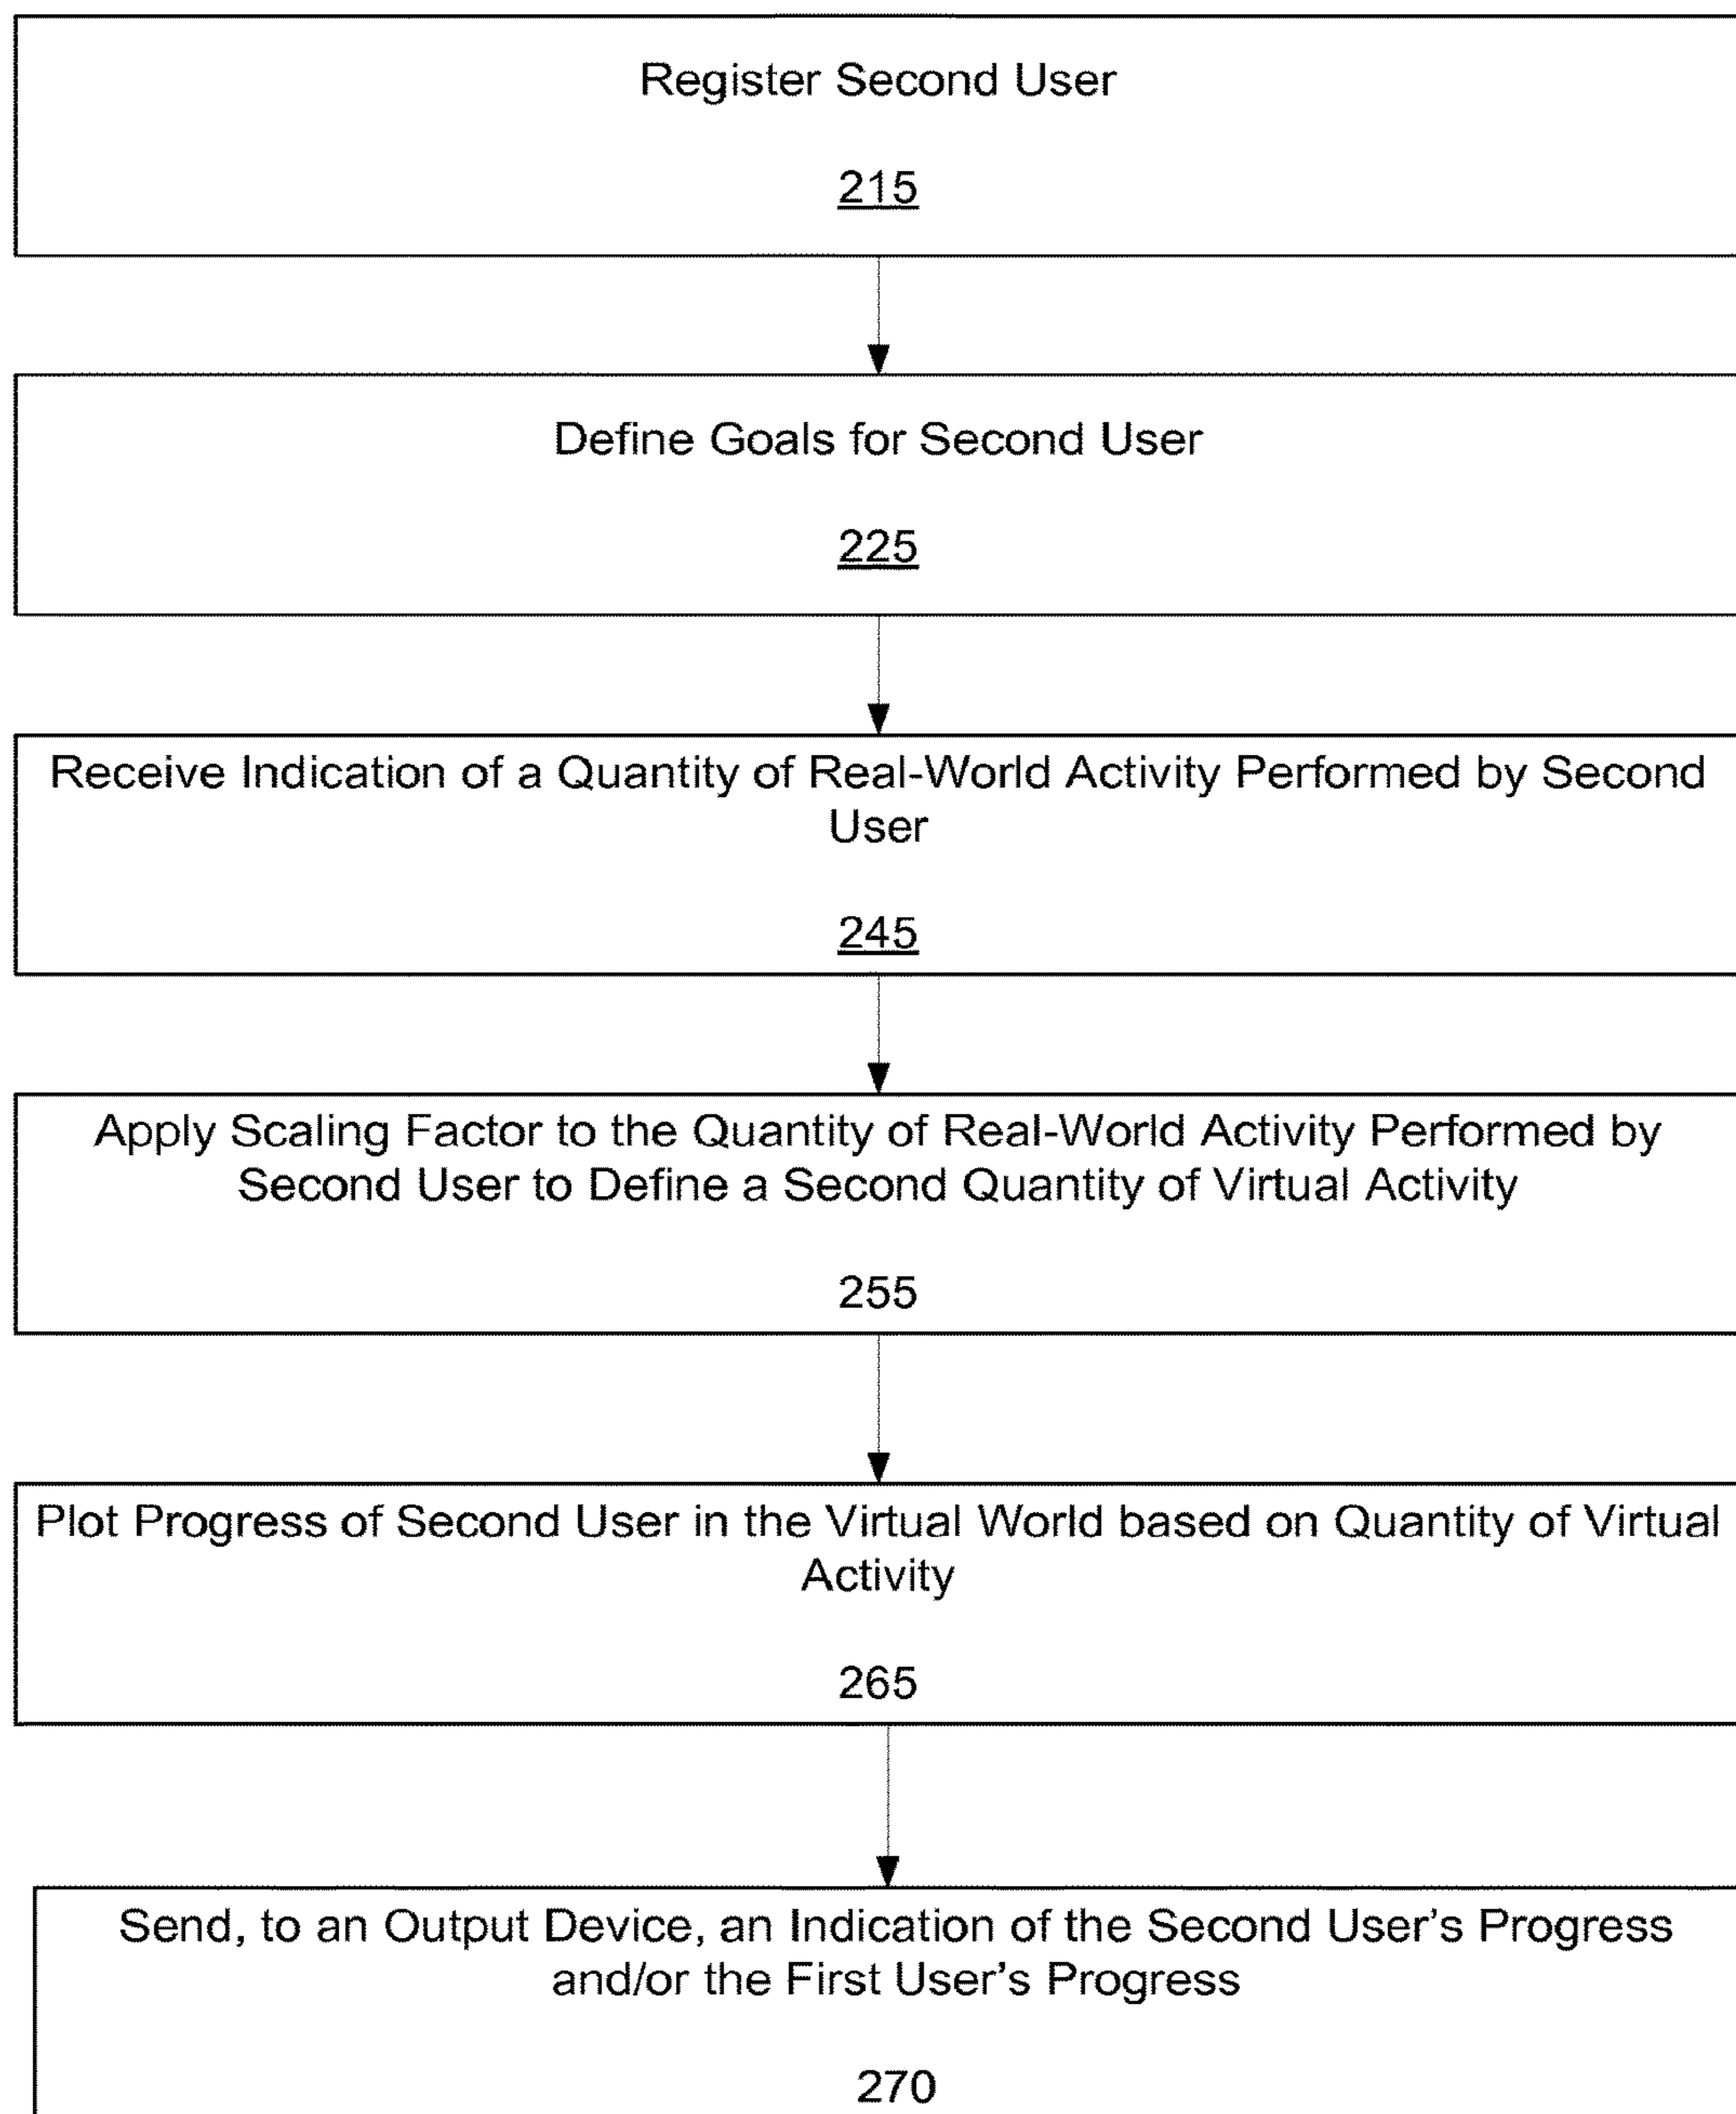 Register Second User
215
Define Goals for Second User
225
Receive Indication of a Quantity of Real-World Activity Performed by Second
User
245
Apply Scaling Factor to the Quantity of Real-World Activity Performed by
Second User to Define a Second Quantity of Virtual Activity
255
Plot Progress of Second User in the Virtual World based on Quantity of Virtual
Activity
265
Send, to an Output Device, an Indication of the Second User's Progress
and/or the First User's Progress
270